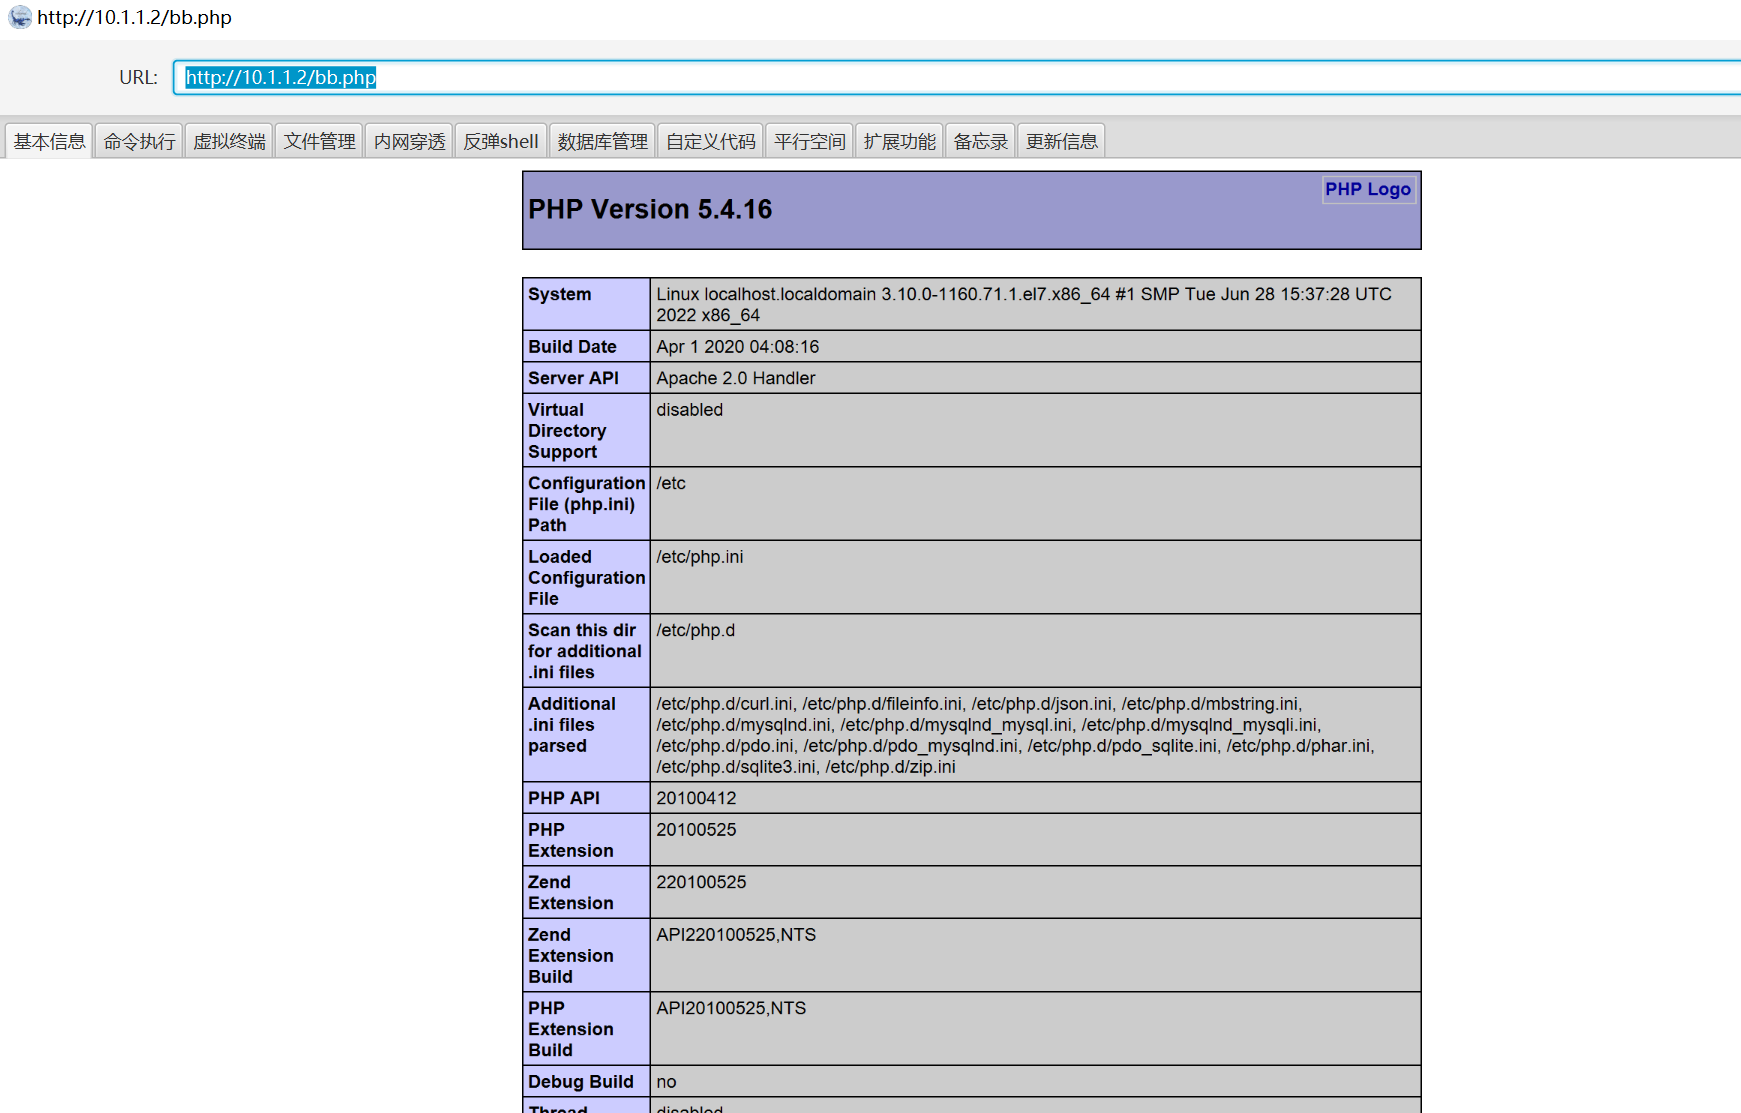 http://10.1.1.2/bb.php
URL: http://10.1.1.2/bb.php
基本信息 命令执行 虚拟终端 文件管理 内网穿透 反弹shell 数据库管理 自定义代码 平行空间 扩展功能 备忘录 更新信息
PHP Logo
PHP Version 5.4.16
System Linux localhost.localdomain 3.10.0-1160.71.1.el7.x86_64 #1 SMP Tue Jun 28 15:37:28 UTC
2022 x86_64
Build Date Apr 1 2020 04:08:16
Server API Apache 2.0 Handler
Virtual disabled
Directory
Support
Configuration /etc
File (php.ini)
Path
Loaded /etc/php.ini
Configuration
File
Scan this dir /etc/php.d
for additional
.ini files
Additional /etc/php.d/curl.ini, /etc/php.d/fileinfo.ini, /etc/php.d/json.ini, /etc/php.d/mbstring.ini,
.ini files /etc/php.d/mysqlnd.ini, /etc/php.d/mysqlnd_mysql.ini, /etc/php.d/mysqlnd_mysqli.ini,
parsed /etc/php.d/pdo.ini, /etc/php.d/pdo_mysqlnd.ini, /etc/php.d/pdo_sqlite.ini, /etc/php.d/phar.ini,
/etc/php.d/sqlite3.ini, /etc/php.d/zip.ini
PHP API 20100412
PHP 20100525
Extension
Zend 220100525
Extension
Zend API220100525,NTS
Extension
Build
PHP API20100525,NTS
Extension
Build
Debug Build no
Thread disabled